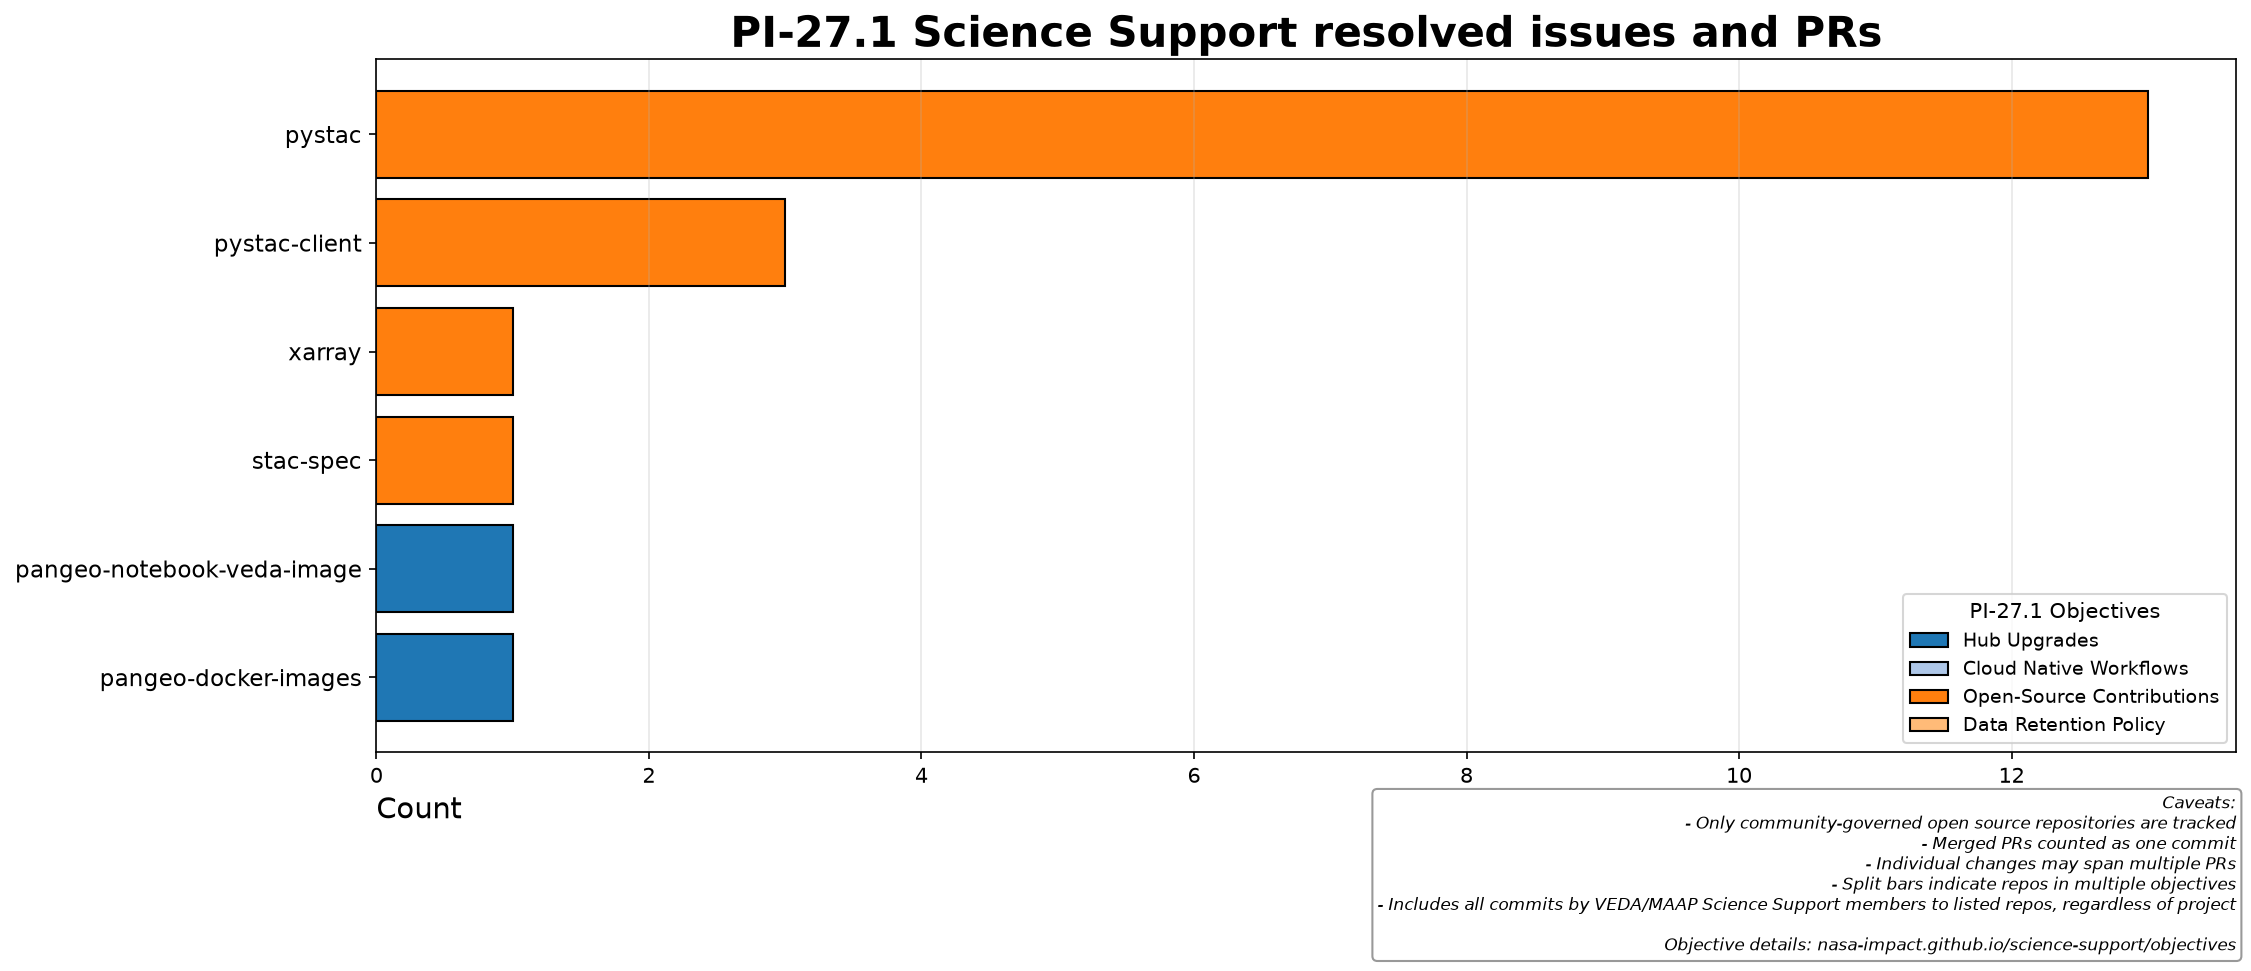 PI-27.1 Science Support resolved issues and PRs
pystac
pystac-client
xarray
stac-spec
pangeo-notebook-veda-image
pangeo-docker-images
PI-27.1 Objectives
Hub Upgrades
Cloud Native Workflows
Open-Source Contributions
Data Retention Policy
0 2 4 6 8 10 12
Count
Caveats:
- Only community-governed open source repositories are tracked
- Merged PRs counted as one commit
- Individual changes may span multiple PRs
- Split bars indicate repos in multiple objectives
- Includes all commits by VEDA/MAAP Science Support members to listed repos, regardless of project
Objective details: nasa-impact.github.io/science-support/objectives